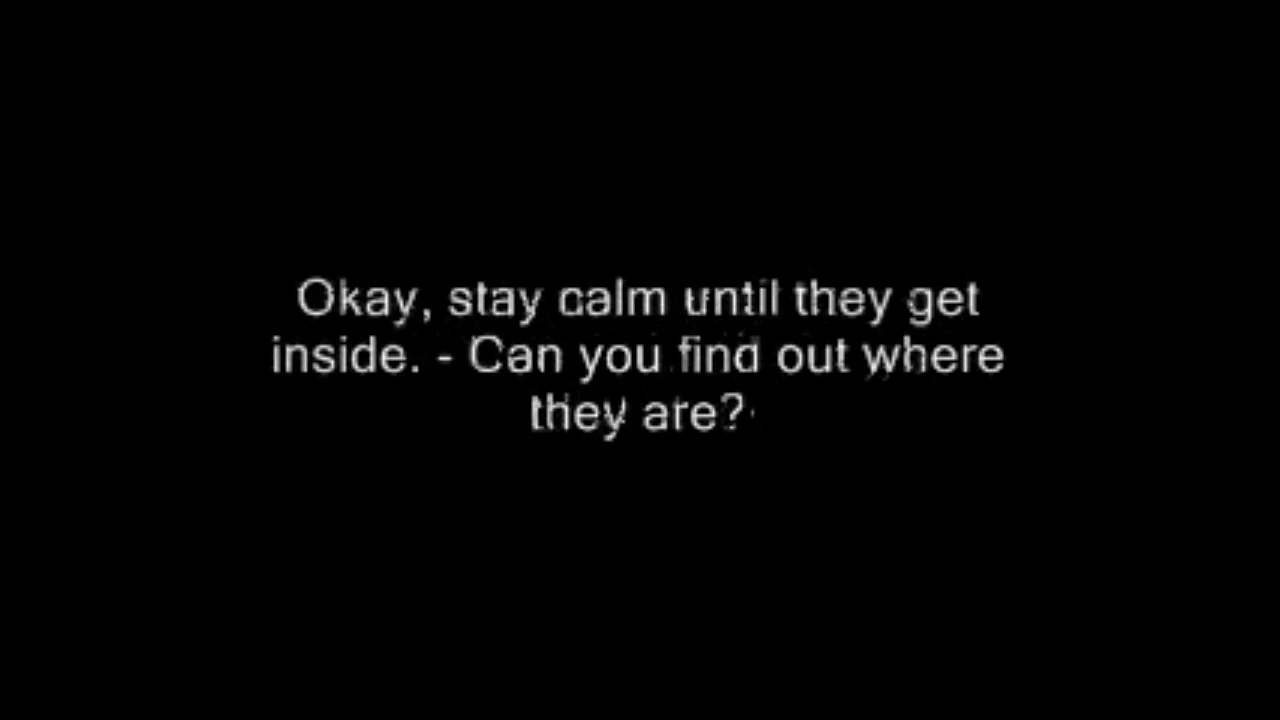 Okay, stay calm until they get
inside. - Can you find out where
they are?